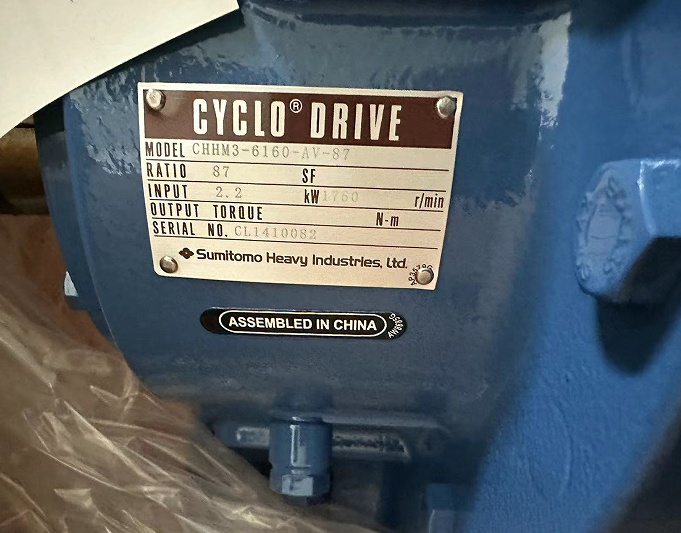 CYCLO® DRIVE
MODEL CHHM3-6160-AV-87
RATIO 87 SF
INPUT 2.2 kW 1760 r/min
OUTPUT TORQUE N-m
SERIAL NO. CL1410082
Sumitomo Heavy Industries, Ltd.
ASSEMBLED IN CHINA